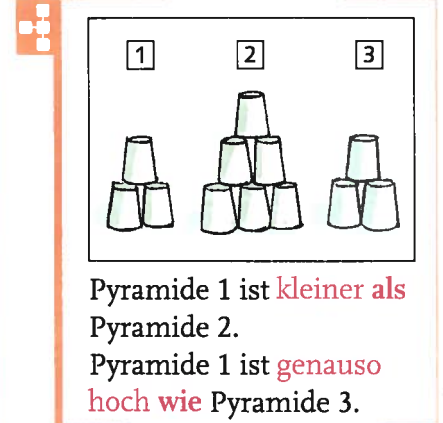 1 2 3
Pyramide 1 ist kleiner als
Pyramide 2.
Pyramide 1 ist genauso
hoch wie Pyramide 3.